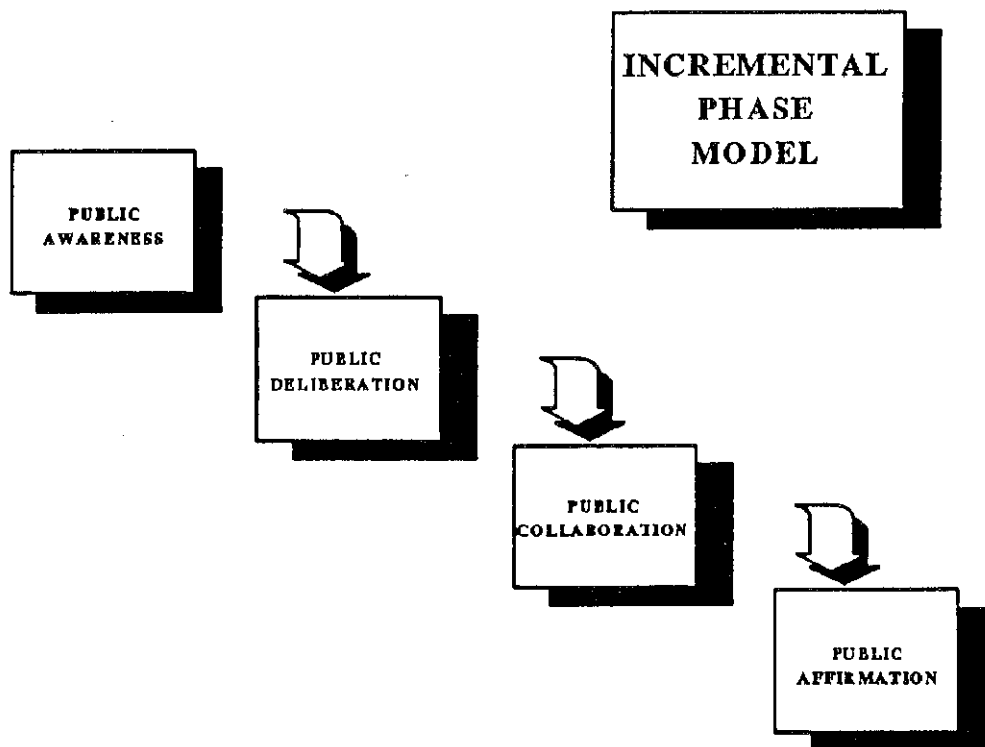 INCREMENTAL
PHASE
MODEL
PUBLIC
AWARENESS
PUBLIC
DELIBERATION
PUBLIC
COLLABORATION
PUBLIC
AFFIRMATION